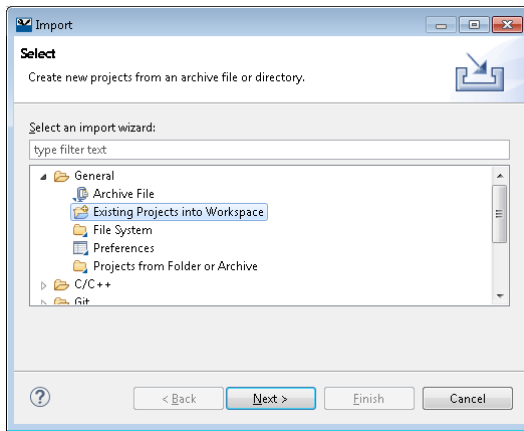 Import
Select
Create new projects from an archive file or directory.
Select an import wizard:
type filter text
General
Archive File
Existing Projects into Workspace
File System
Preferences
Projects from Folder or Archive
C/C++
Git
< Back
Next >
Finish
Cancel